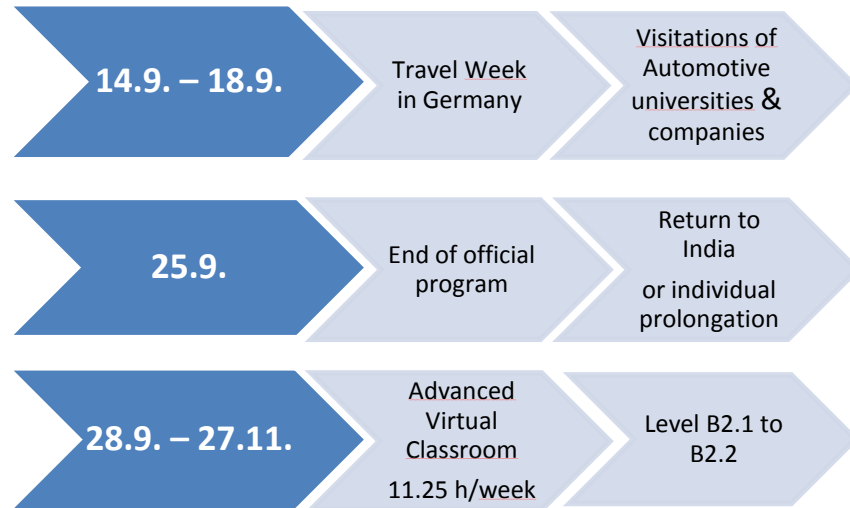 14.9. – 18.9.
Travel Week
in Germany
Visitations of
Automotive
universities &
companies
25.9.
End of official
program
Return to
India
or individual
prolongation
28.9. – 27.11.
Advanced
Virtual
Classroom
11.25 h/week
Level B2.1 to
B2.2